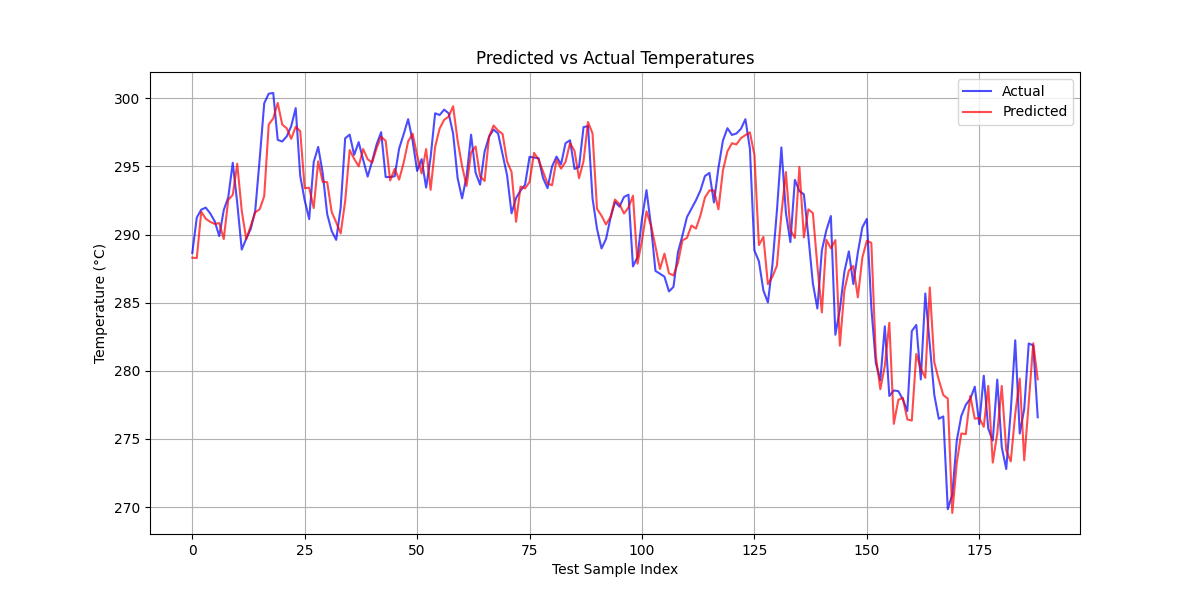 Predicted vs Actual Temperatures
Actual
Predicted
Temperature (°C)
300
295
290
285
280
275
270
0 25 50 75 100 125 150 175
Test Sample Index